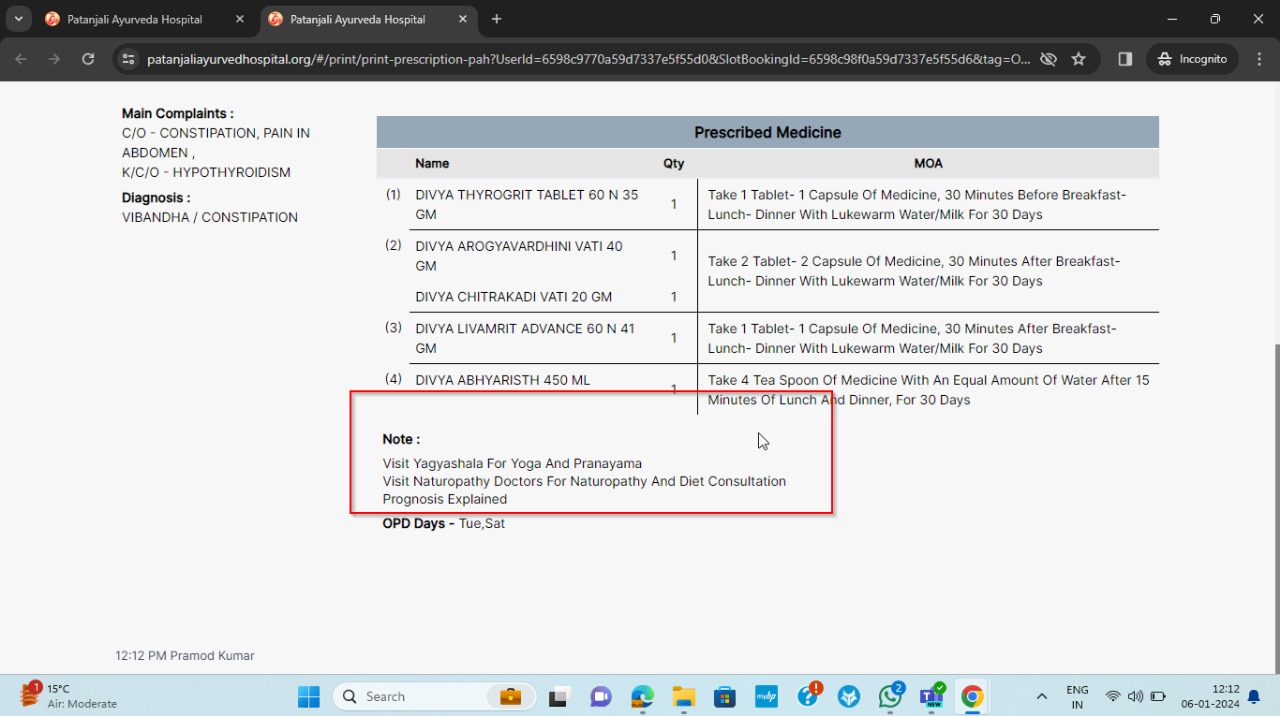 Patanjali Ayurveda Hospital
Patanjali Ayurveda Hospital
patanjaliayurvedhospital.org/#/print/print-prescription-pah?UserId=6598c9770a59d7337e5f55d0&SlotBookingId=6598c98f0a59d7337e5f55d6&tag=O...
Incognito
Main Complaints :
C/O - CONSTIPATION, PAIN IN
ABDOMEN ,
K/C/O - HYPOTHYROIDISM
Diagnosis :
VIBANDHA / CONSTIPATION
Prescribed Medicine
Name Qty MOA
(1) DIVYA THYROGRIT TABLET 60 N 35
GM
1
Take 1 Tablet- 1 Capsule Of Medicine, 30 Minutes Before Breakfast-
Lunch- Dinner With Lukewarm Water/Milk For 30 Days
(2) DIVYA AROGYAVARDHINI VATI 40
GM
1
DIVYA CHITRAKADI VATI 20 GM 1
Take 2 Tablet- 2 Capsule Of Medicine, 30 Minutes After Breakfast-
Lunch- Dinner With Lukewarm Water/Milk For 30 Days
(3) DIVYA LIVAMRIT ADVANCE 60 N 41
GM
1
Take 1 Tablet- 1 Capsule Of Medicine, 30 Minutes After Breakfast-
Lunch- Dinner With Lukewarm Water/Milk For 30 Days
(4) DIVYA ABHYARISTH 450 ML
1
Take 4 Tea Spoon Of Medicine With An Equal Amount Of Water After 15
Minutes Of Lunch And Dinner, For 30 Days
Note :
Visit Yagyashala For Yoga And Pranayama
Visit Naturopathy Doctors For Naturopathy And Diet Consultation
Prognosis Explained
OPD Days - Tue,Sat
12:12 PM Pramod Kumar
1
15°C
Air: Moderate
Search
myhp
2
NEW
ENG
IN
12:12
06-01-2024